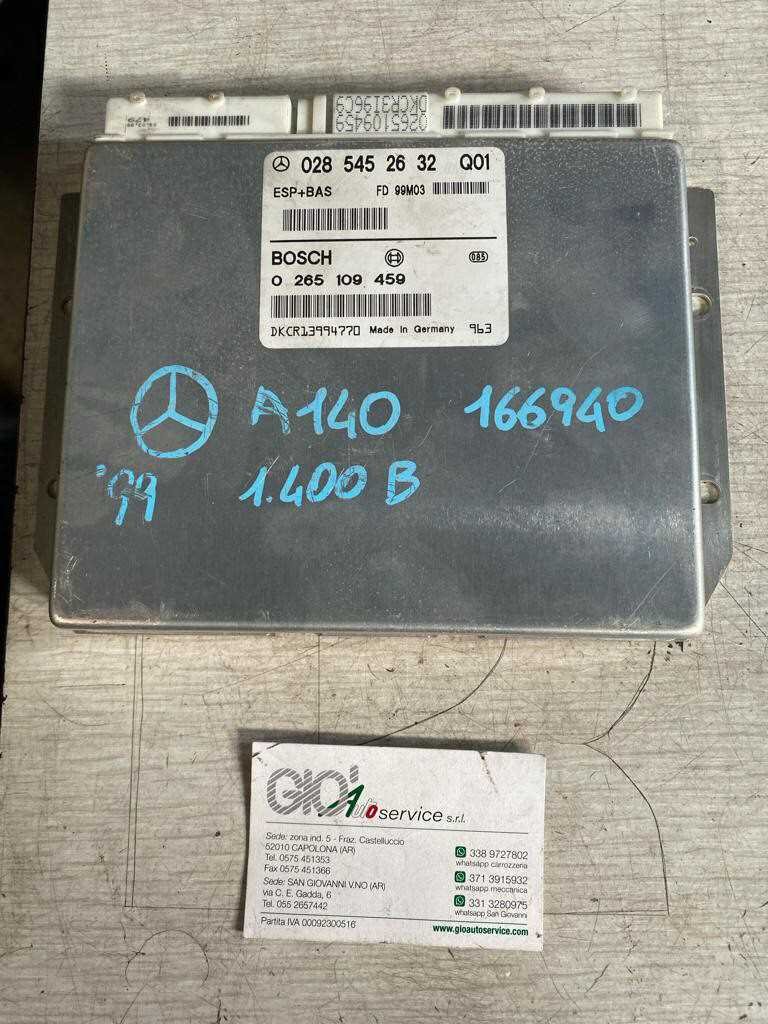 0265109459
DKCR3196C9
028 545 26 32 Q01
ESP+BAS FD 99M03
BOSCH
085
0 265 109 459
DKCR13994770 Made in Germany 963
A140 166940
'99 1.400 B
GIO' Autoservice s.r.l.
Sede: zona ind. 5 - Fraz. Castelluccio
52010 CAPOLONA (AR)
Tel. 0575 451353
Fax 0575 451366
Sede: SAN GIOVANNI V.NO (AR)
via C. E. Gadda, 6
Tel. 055 2657442
Partita IVA 00092300516
338 9727802
whatsapp carrozzeria
371 3915932
whatsapp meccanica
331 3280975
whatsapp San Giovanni
www.gioautoservice.com